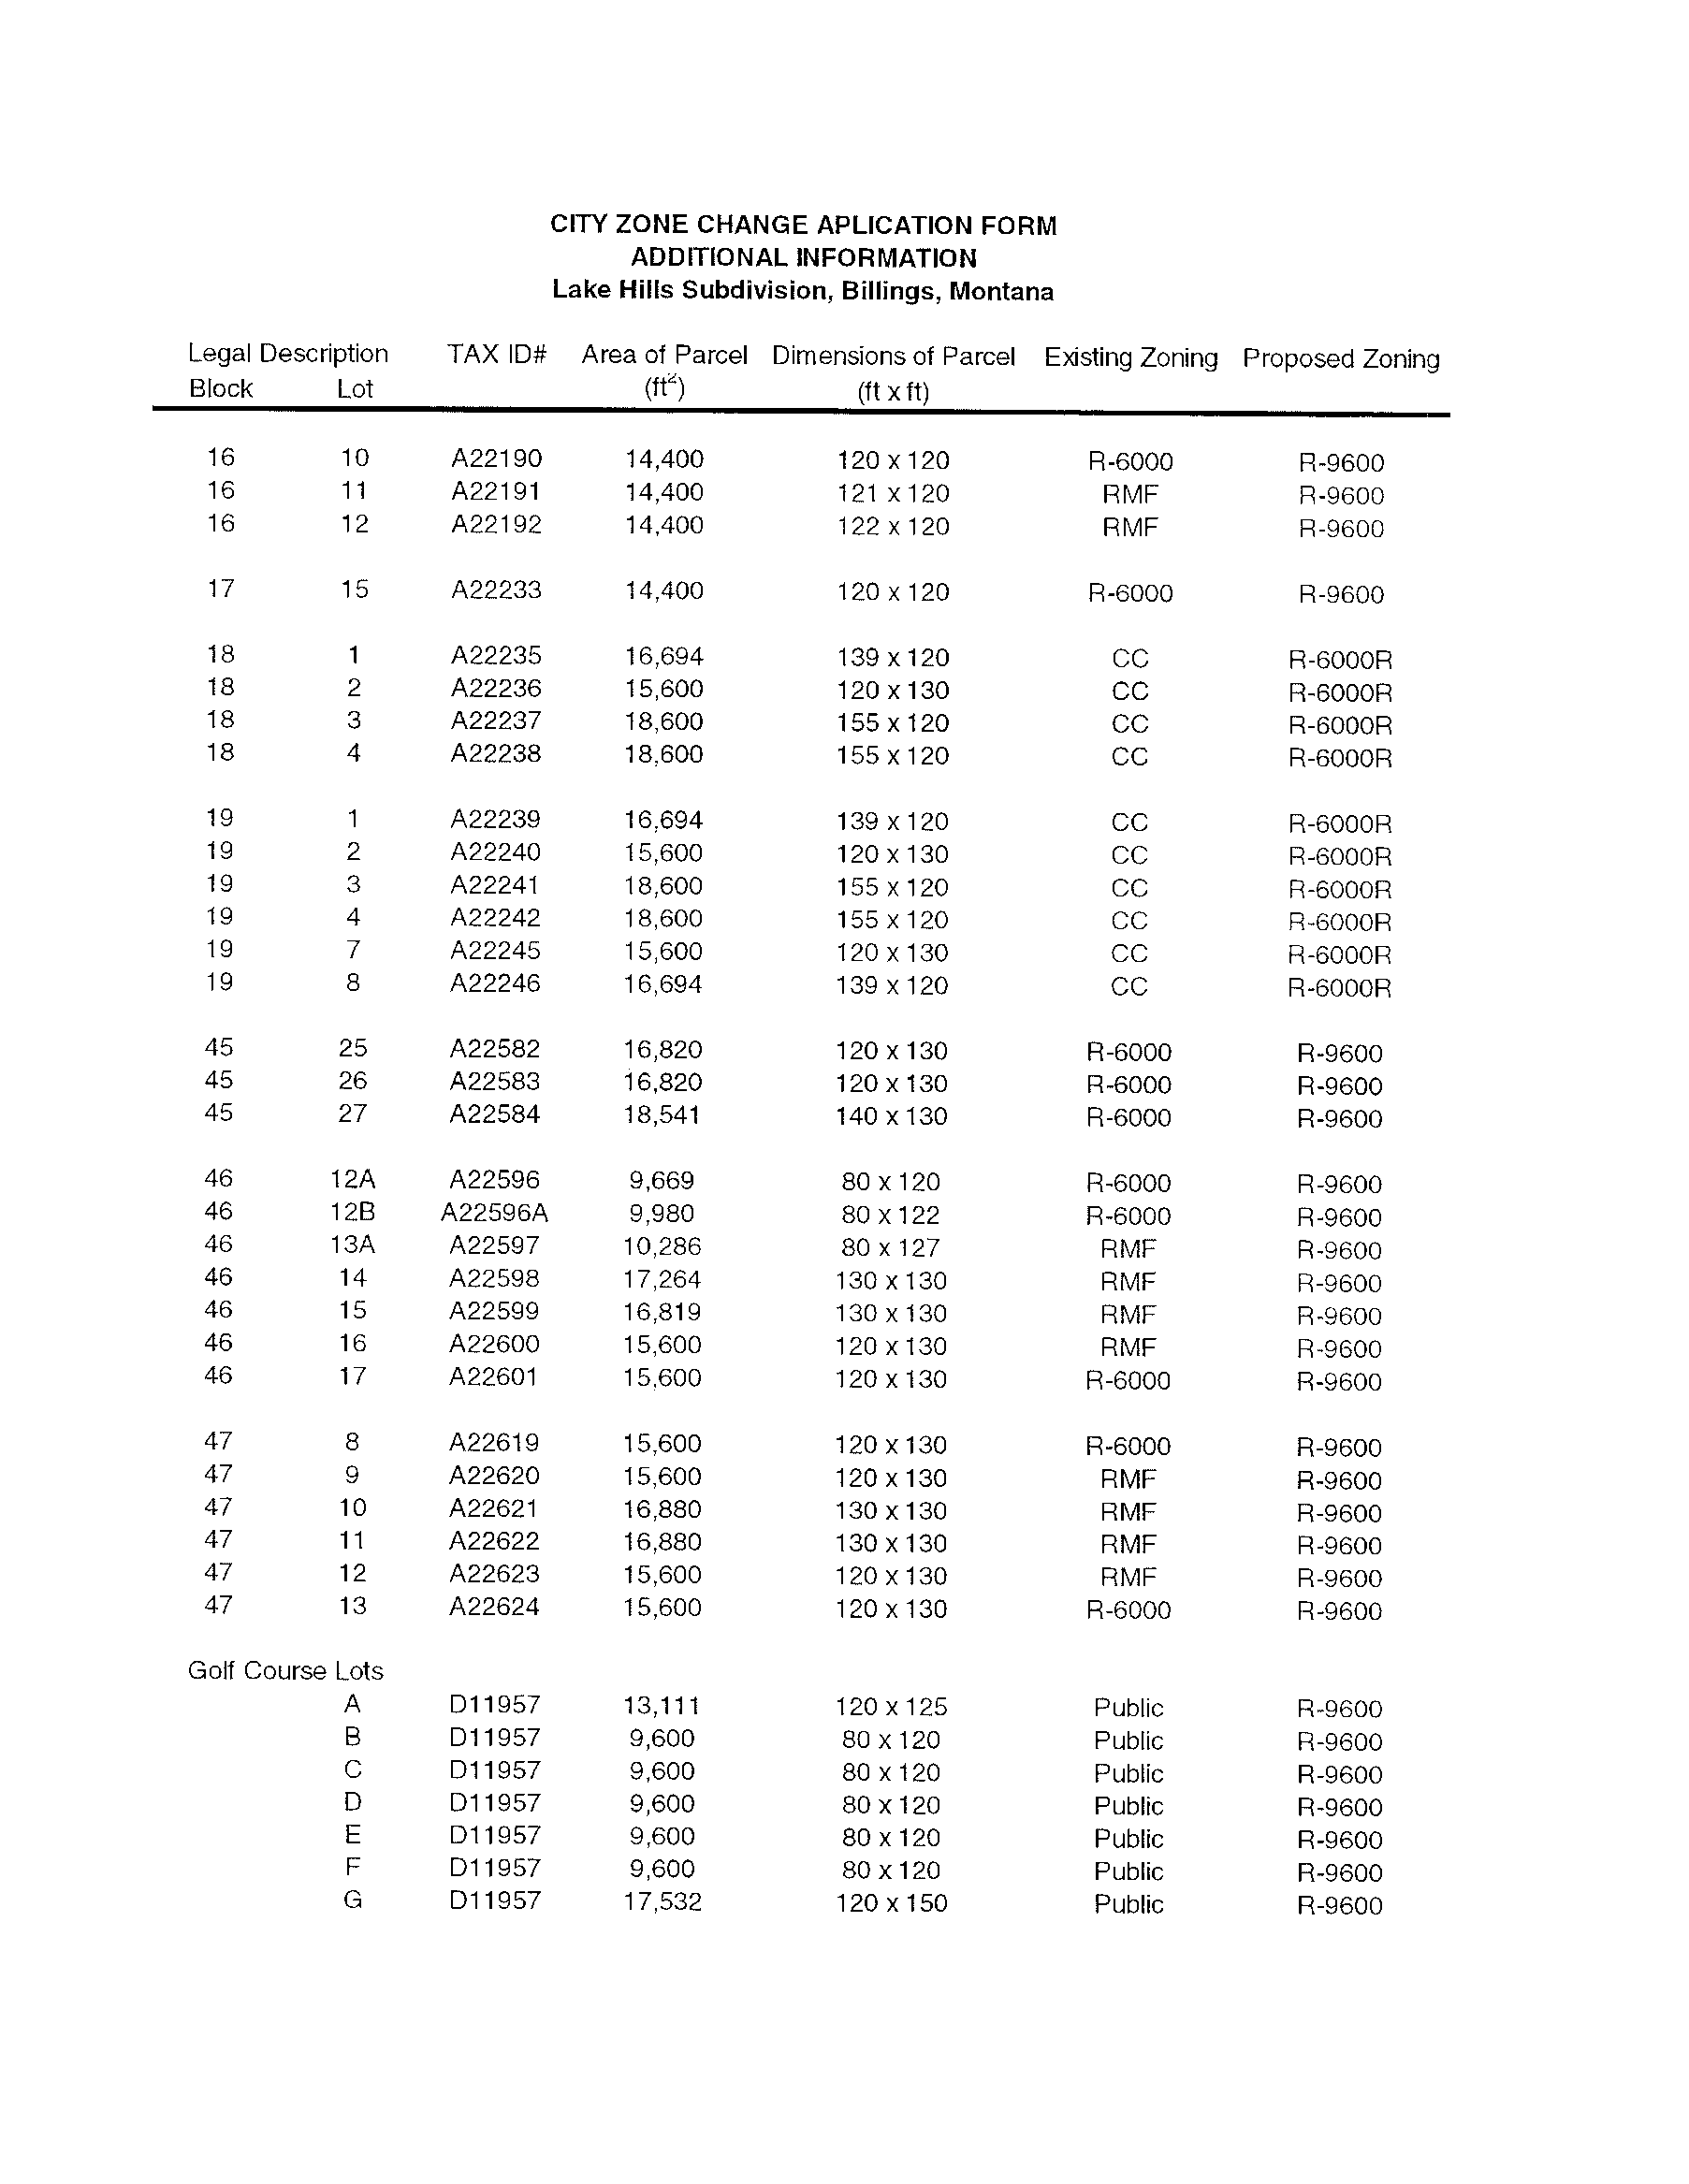 CITY ZONE CHANGE APLICATION FORM
ADDITIONAL INFORMATION
Lake Hills Subdivision, Billings, Montana
Legal Description TAX ID# Area of Parcel Dimensions of Parcel Existing Zoning Proposed Zoning
Block Lot (ft²) (ft x ft)
16 10 A22190 14,400 120 x 120 R-6000 R-9600
16 11 A22191 14,400 121 x 120 RMF R-9600
16 12 A22192 14,400 122 x 120 RMF R-9600
17 15 A22233 14,400 120 x 120 R-6000 R-9600
18 1 A22235 16,694 139 x 120 CC R-6000R
18 2 A22236 15,600 120 x 130 CC R-6000R
18 3 A22237 18,600 155 x 120 CC R-6000R
18 4 A22238 18,600 155 x 120 CC R-6000R
19 1 A22239 16,694 139 x 120 CC R-6000R
19 2 A22240 15,600 120 x 130 CC R-6000R
19 3 A22241 18,600 155 x 120 CC R-6000R
19 4 A22242 18,600 155 x 120 CC R-6000R
19 7 A22245 15,600 120 x 130 CC R-6000R
19 8 A22246 16,694 139 x 120 CC R-6000R
45 25 A22582 16,820 120 x 130 R-6000 R-9600
45 26 A22583 16,820 120 x 130 R-6000 R-9600
45 27 A22584 18,541 140 x 130 R-6000 R-9600
46 12A A22596 9,669 80 x 120 R-6000 R-9600
46 12B A22596A 9,980 80 x 122 R-6000 R-9600
46 13A A22597 10,286 80 x 127 RMF R-9600
46 14 A22598 17,264 130 x 130 RMF R-9600
46 15 A22599 16,819 130 x 130 RMF R-9600
46 16 A22600 15,600 120 x 130 RMF R-9600
46 17 A22601 15,600 120 x 130 R-6000 R-9600
47 8 A22619 15,600 120 x 130 R-6000 R-9600
47 9 A22620 15,600 120 x 130 RMF R-9600
47 10 A22621 16,880 130 x 130 RMF R-9600
47 11 A22622 16,880 130 x 130 RMF R-9600
47 12 A22623 15,600 120 x 130 RMF R-9600
47 13 A22624 15,600 120 x 130 R-6000 R-9600
Golf Course Lots
A D11957 13,111 120 x 125 Public R-9600
B D11957 9,600 80 x 120 Public R-9600
C D11957 9,600 80 x 120 Public R-9600
D D11957 9,600 80 x 120 Public R-9600
E D11957 9,600 80 x 120 Public R-9600
F D11957 9,600 80 x 120 Public R-9600
G D11957 17,532 120 x 150 Public R-9600